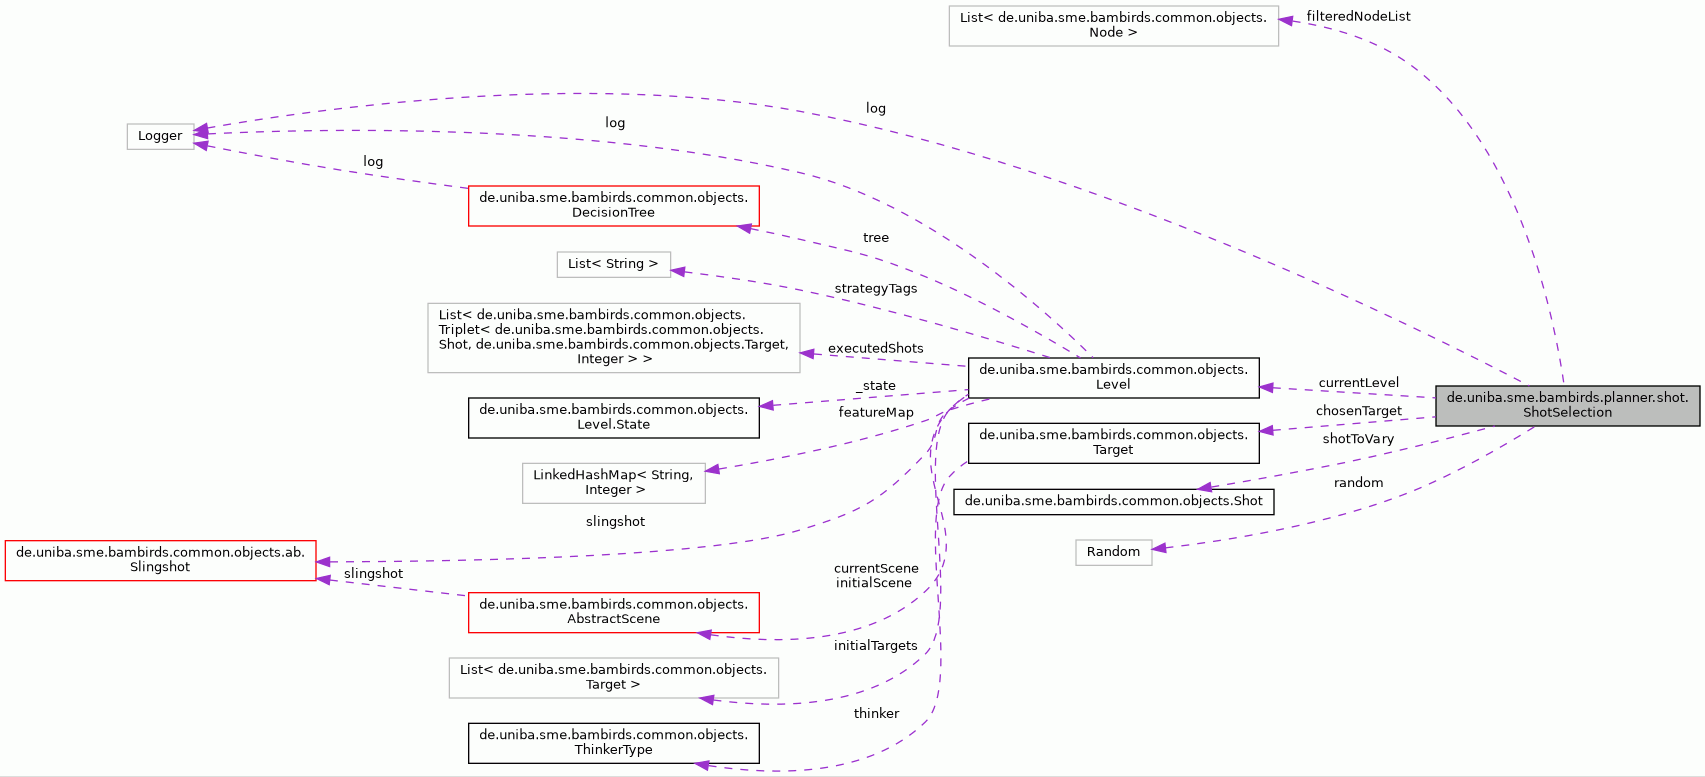 List< de.uniba.sme.bambirds.common.objects.
Node >
filteredNodeList
log
log
Logger
log
de.uniba.sme.bambirds.common.objects.
DecisionTree
tree
List< String >
strategyTags
List< de.uniba.sme.bambirds.common.objects.
Triplet< de.uniba.sme.bambirds.common.objects.
Shot, de.uniba.sme.bambirds.common.objects.Target,
Integer > >
executedShots
de.uniba.sme.bambirds.common.objects.
Level
currentLevel
de.uniba.sme.bambirds.planner.shot.
ShotSelection
_state
de.uniba.sme.bambirds.common.objects.
Level.State
featureMap
chosenTarget
de.uniba.sme.bambirds.common.objects.
Target
shotToVary
LinkedHashMap< String,
Integer >
random
de.uniba.sme.bambirds.common.objects.Shot
slingshot
de.uniba.sme.bambirds.common.objects.ab.
Slingshot
Random
slingshot
currentScene
initialScene
de.uniba.sme.bambirds.common.objects.
AbstractScene
initialTargets
List< de.uniba.sme.bambirds.common.objects.
Target >
thinker
de.uniba.sme.bambirds.common.objects.
ThinkerType